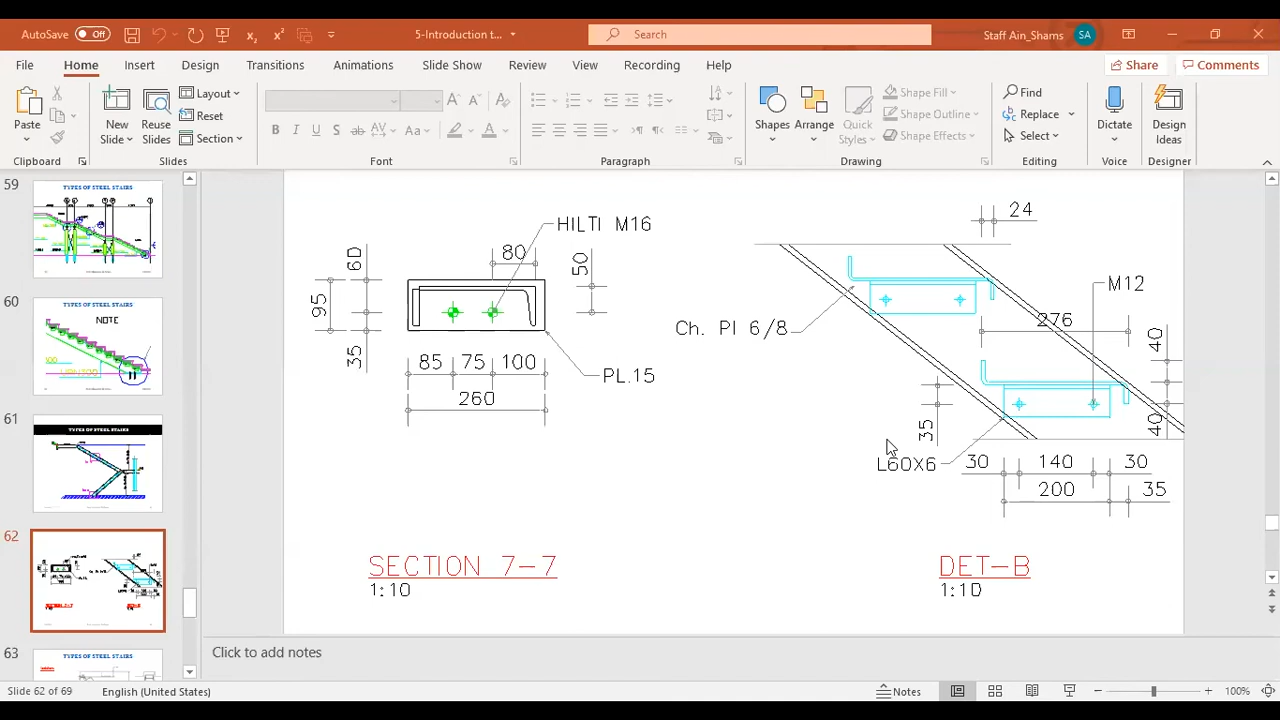 AutoSave Off
5-Introduction t...
Search
Staff Ain_Shams SA
File Home Insert Design Transitions Animations Slide Show Review View Recording Help
Share Comments
Paste
New Slide
Reuse Slides
Layout
Reset
Section
Shapes
Arrange
Quick Styles
Shape Fill
Shape Outline
Shape Effects
Find
Replace
Select
Dictate
Design Ideas
Clipboard Slides Font Paragraph Drawing Editing Voice Designer
59
TYPES OF STEEL STAIRS
60
NOTE
61
TYPES OF STEEL STAIRS
62
63
TYPES OF STEEL STAIRS
HILTI M16
80
6D
50
95
35
85 75 100
260
PL.15
SECTION 7-7
1:10
24
M12
Ch. Pl 6/8
276
40
40
35
L60X6
30 140 30
200 35
DET-B
1:10
Click to add notes
Slide 62 of 69 English (United States) Notes 100%